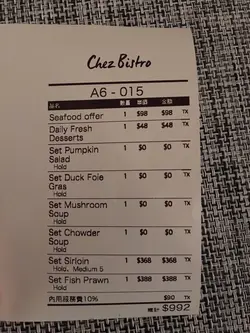 Chez Bistro
A6 - 015
品名 數量 單價 金額 TX
Seafood offer 1 $98 $98 TX
Daily Fresh 1 $48 $48 TX
Desserts
Set Pumpkin 1 $0 $0 TX
Salad
Hold
Set Duck Foie 1 $0 $0 TX
Gras
Hold
Set Mushroom 1 $0 $0 TX
Soup
Hold
Set Chowder 1 $0 $0 TX
Soup
Hold
Set Sirloin 1 $368 $368 TX
Hold、Medium 5
Set Fish Prawn 1 $388 $388 TX
Hold
內用服務費10% $90 TX
總計 $992